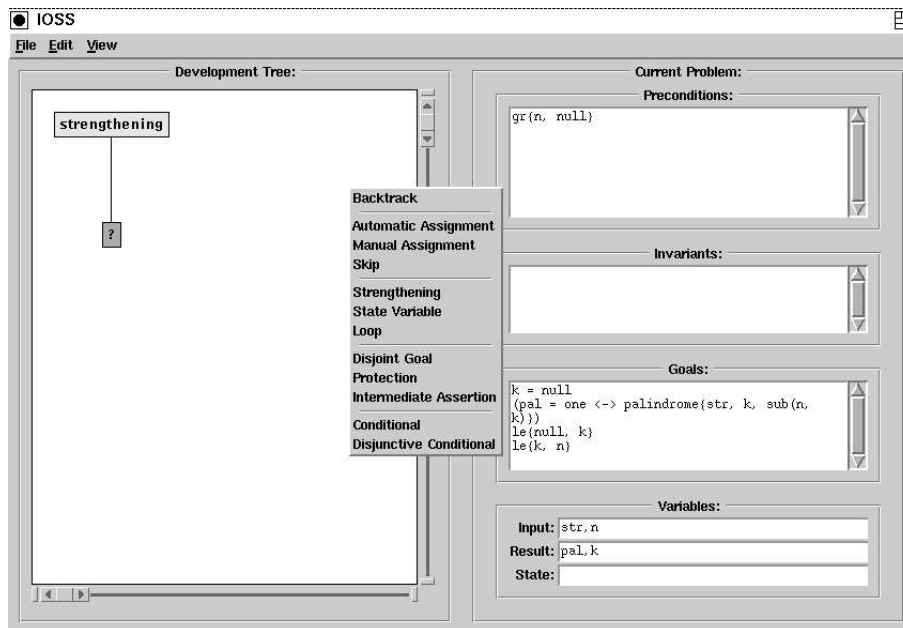 IOSS
File Edit View
Development Tree:
strengthening
?
Backtrack
Automatic Assignment
Manual Assignment
Skip
Strengthening
State Variable
Loop
Disjoint Goal
Protection
Intermediate Assertion
Conditional
Disjunctive Conditional
Current Problem:
Preconditions:
gr{n, null}
Invariants:
Goals:
k = null
(pal = one <-> palindrome{str, k, sub(n,
k)})
le{null, k}
le{k, n}
Variables:
Input: str,n
Result: pal,k
State: